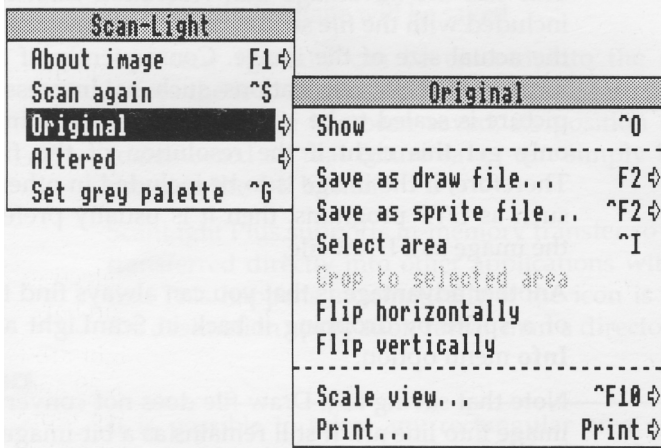 Scan-Light
About image F1⇨
Scan again ^S
Original ⇨
Altered ⇨
Set grey palette ^G
Original
Show ^O
Save as draw file... F2⇨
Save as sprite file... ^F2⇨
Select area ^I
Crop to selected area
Flip horizontally
Flip vertically
Scale view... ^F10⇨
Print... Print⇨